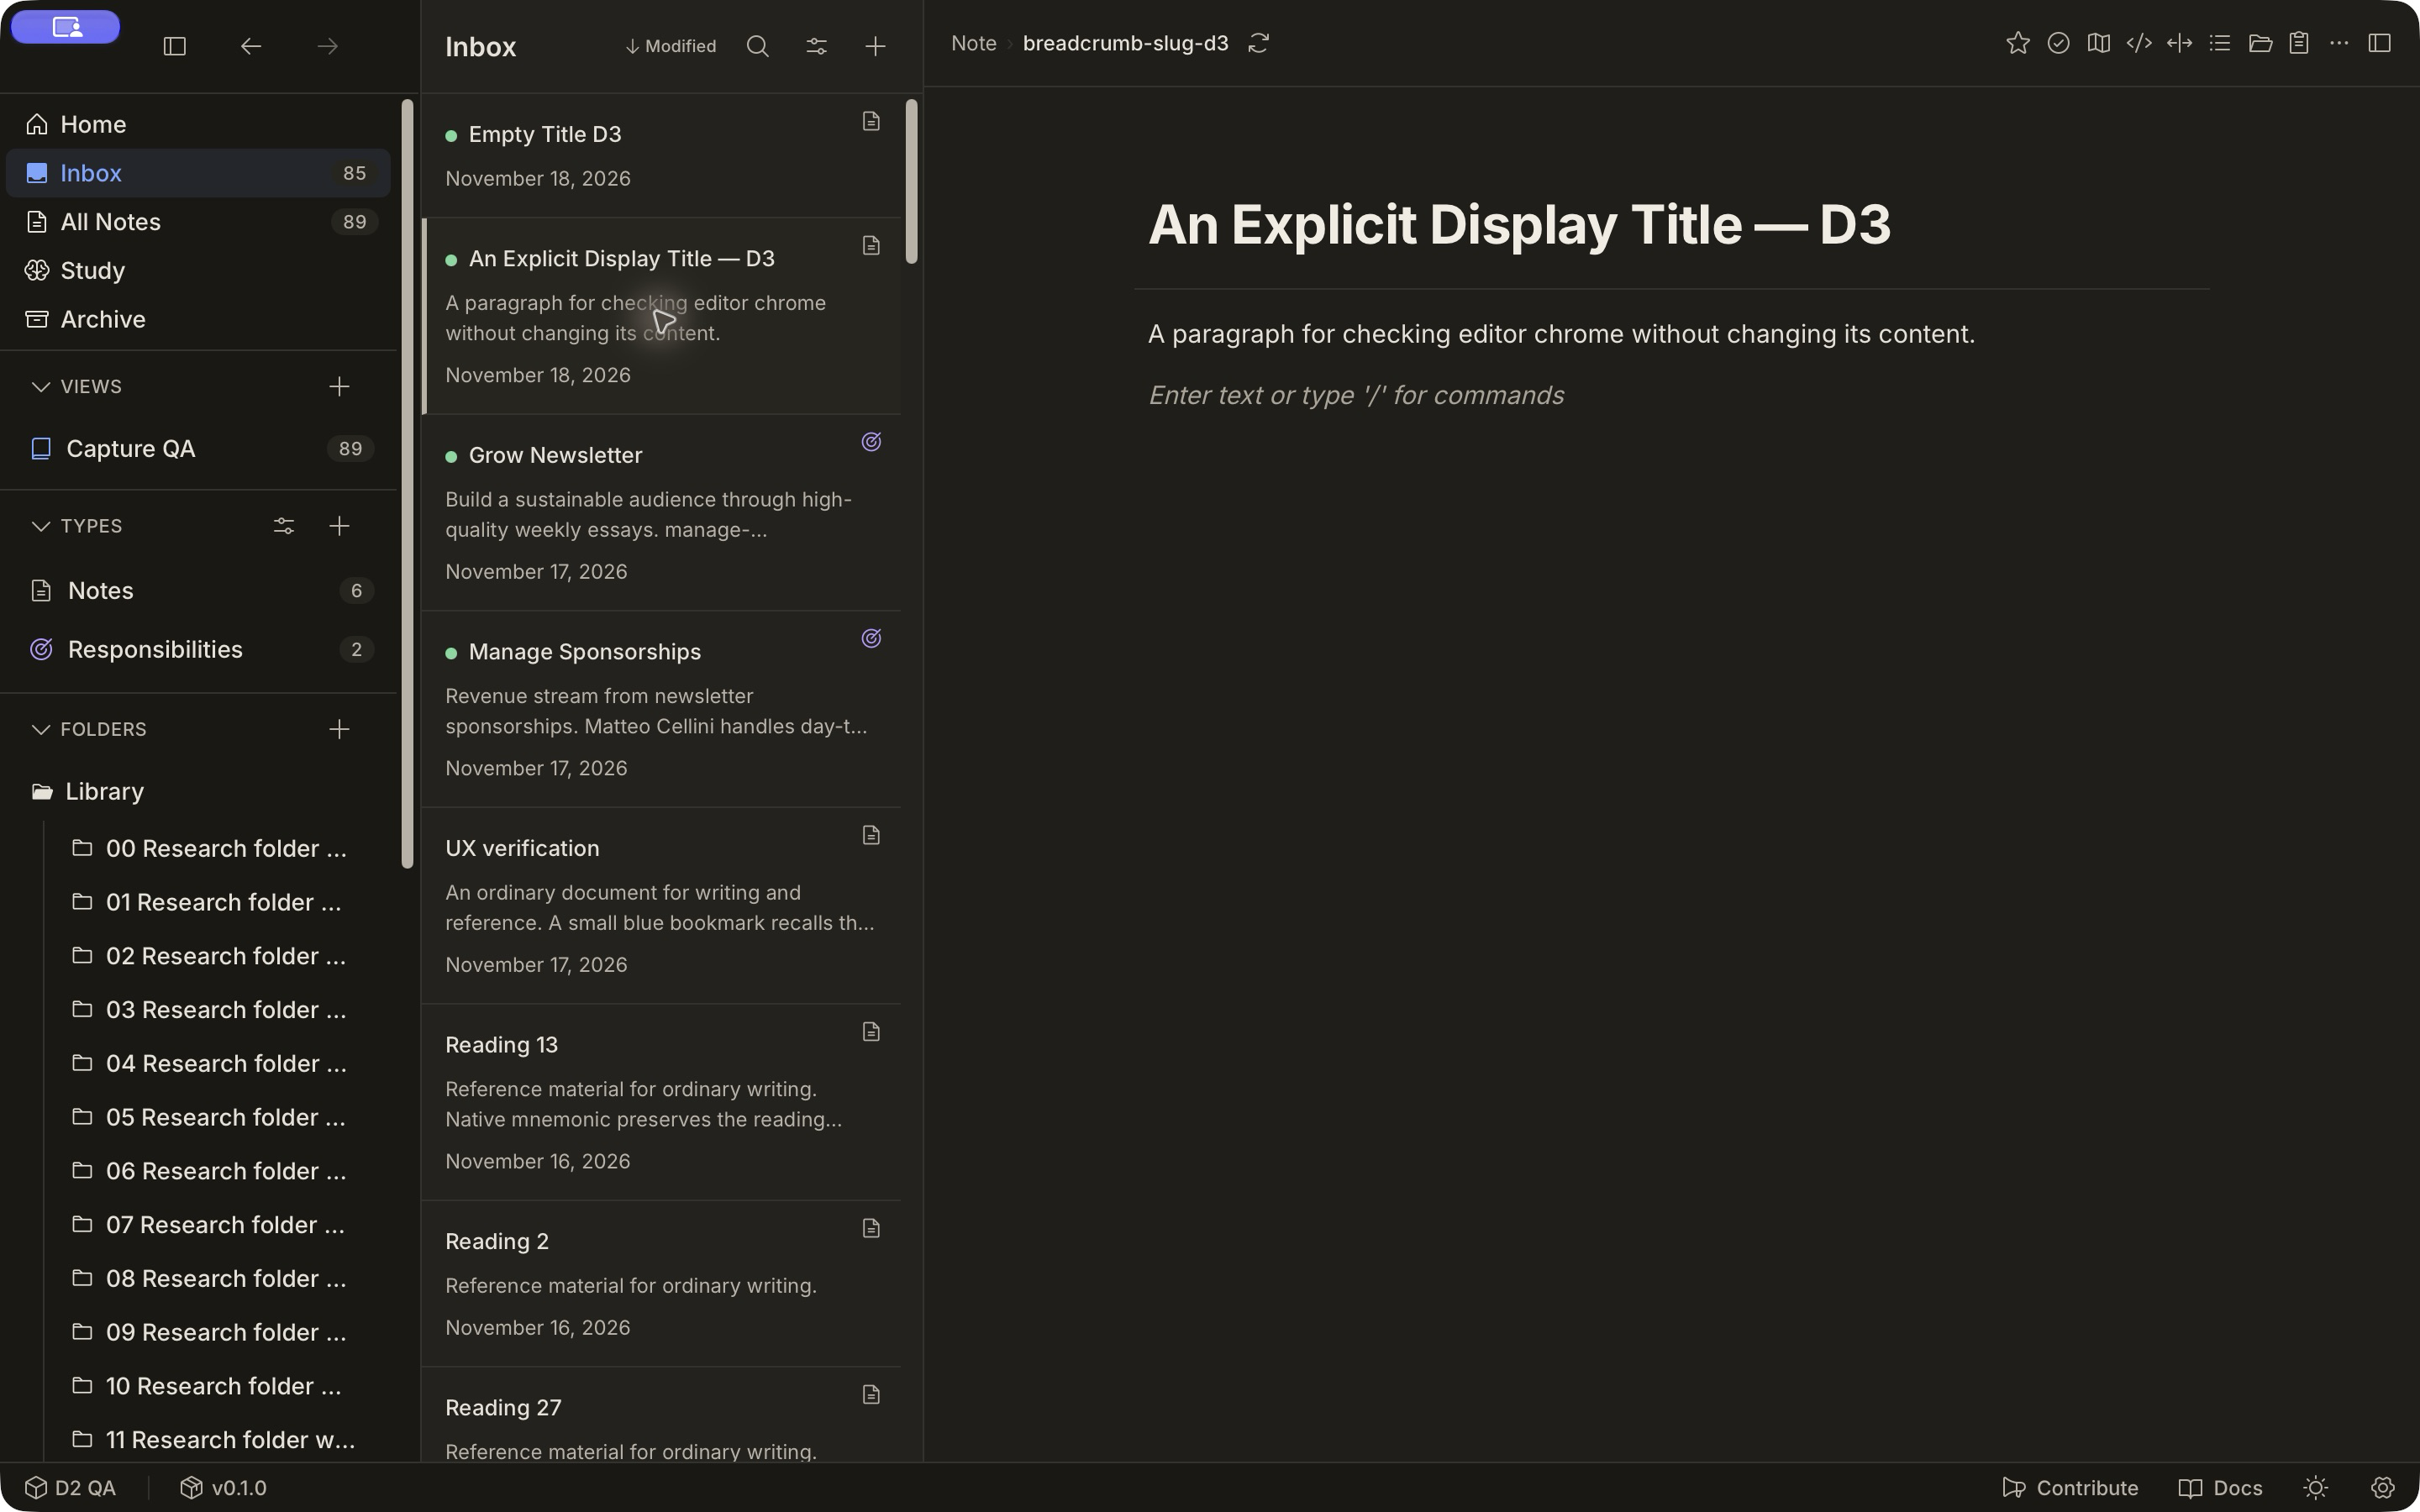 Home
Inbox 85
All Notes 89
Study
Archive
VIEWS
Capture QA 89
TYPES
Notes 6
Responsibilities 2
FOLDERS
Library
00 Research folder ...
01 Research folder ...
02 Research folder ...
03 Research folder ...
04 Research folder ...
05 Research folder ...
06 Research folder ...
07 Research folder ...
08 Research folder ...
09 Research folder ...
10 Research folder ...
11 Research folder w...
Inbox Modified
Empty Title D3
November 18, 2026
An Explicit Display Title — D3
A paragraph for checking editor chrome
without changing its content.
November 18, 2026
Grow Newsletter
Build a sustainable audience through high-
quality weekly essays. manage-...
November 17, 2026
Manage Sponsorships
Revenue stream from newsletter
sponsorships. Matteo Cellini handles day-t...
November 17, 2026
UX verification
An ordinary document for writing and
reference. A small blue bookmark recalls th...
November 17, 2026
Reading 13
Reference material for ordinary writing.
Native mnemonic preserves the reading...
November 16, 2026
Reading 2
Reference material for ordinary writing.
November 16, 2026
Reading 27
Reference material for ordinary writing.
Note › breadcrumb-slug-d3
An Explicit Display Title — D3
A paragraph for checking editor chrome without changing its content.
Enter text or type '/' for commands
D2 QA v0.1.0
Contribute Docs